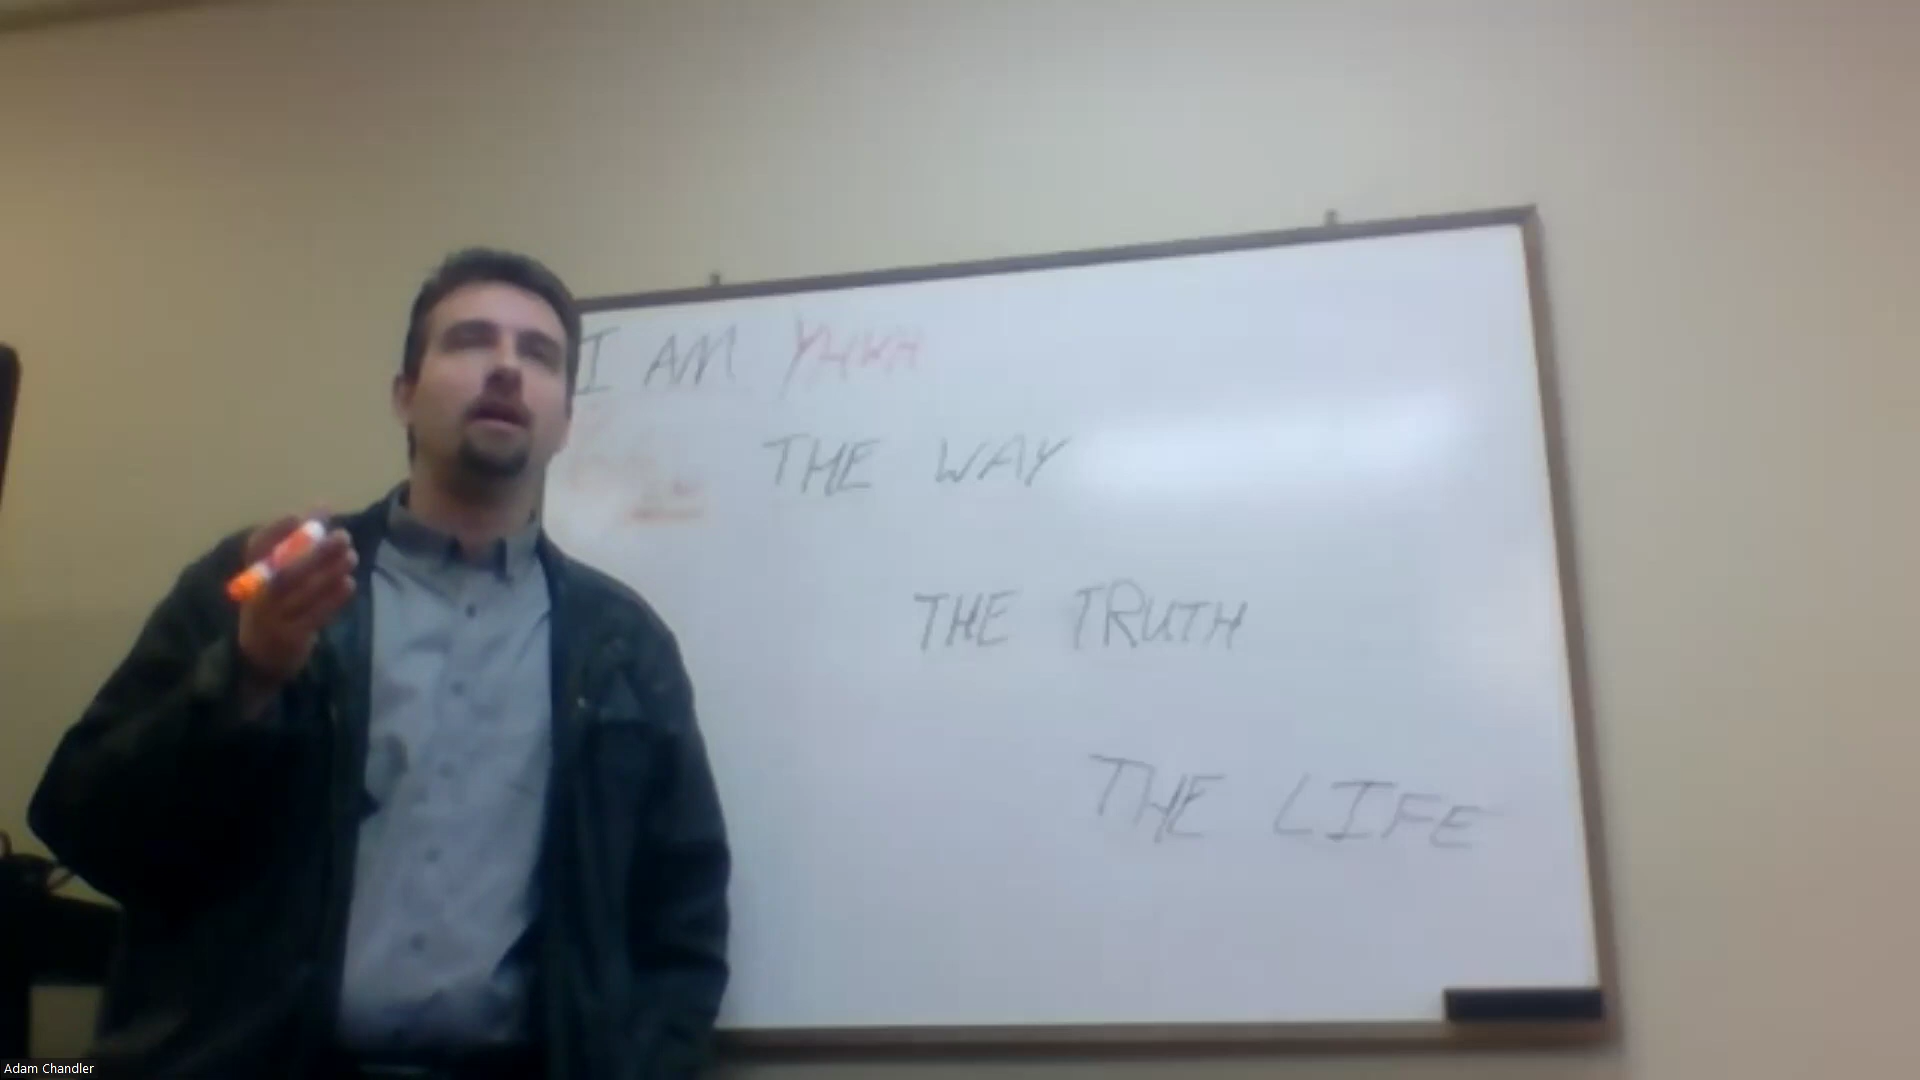 I AM YHWH
THE WAY
THE TRUTH
THE LIFE
Adam Chandler